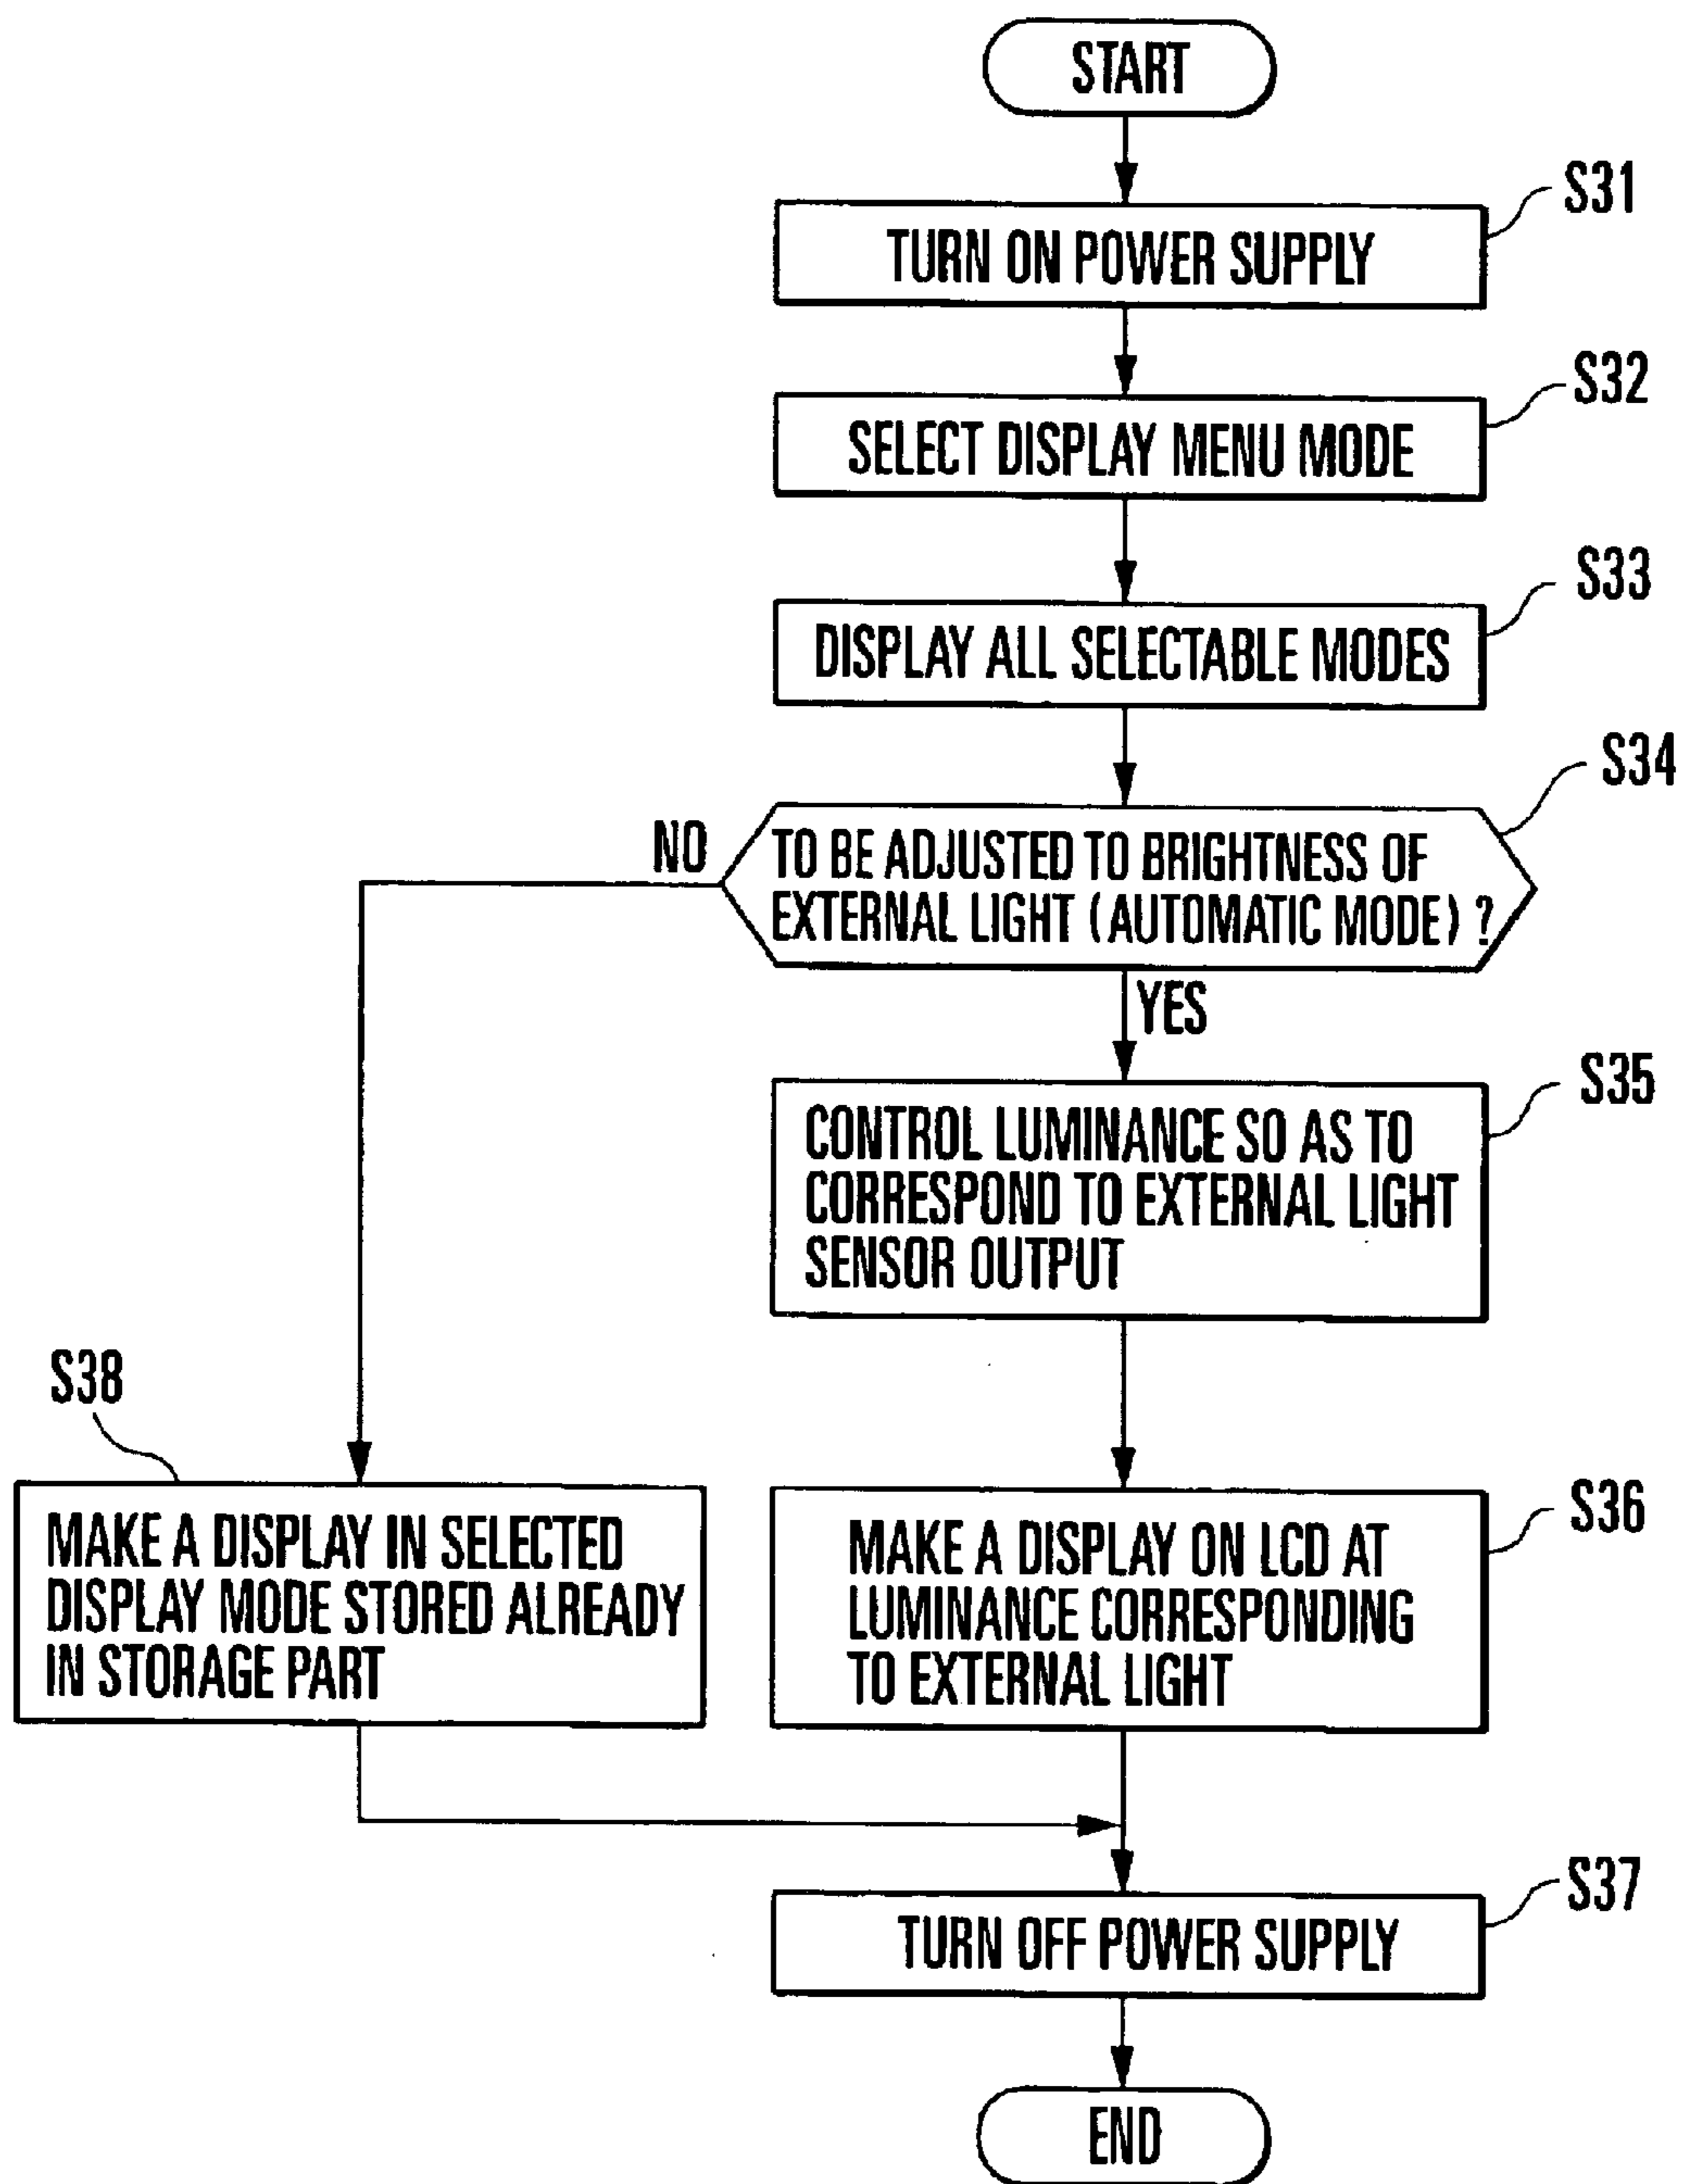 START
S31
TURN ON POWER SUPPLY
S32
SELECT DISPLAY MENU MODE
S33
DISPLAY ALL SELECTABLE MODES
S34
NO
TO BE ADJUSTED TO BRIGHTNESS OF
EXTERNAL LIGHT (AUTOMATIC MODE) ?
YES
S35
CONTROL LUMINANCE SO AS TO
CORRESPOND TO EXTERNAL LIGHT
SENSOR OUTPUT
S38
MAKE A DISPLAY IN SELECTED
DISPLAY MODE STORED ALREADY
IN STORAGE PART
S36
MAKE A DISPLAY ON LCD AT
LUMINANCE CORRESPONDING
TO EXTERNAL LIGHT
S37
TURN OFF POWER SUPPLY
END